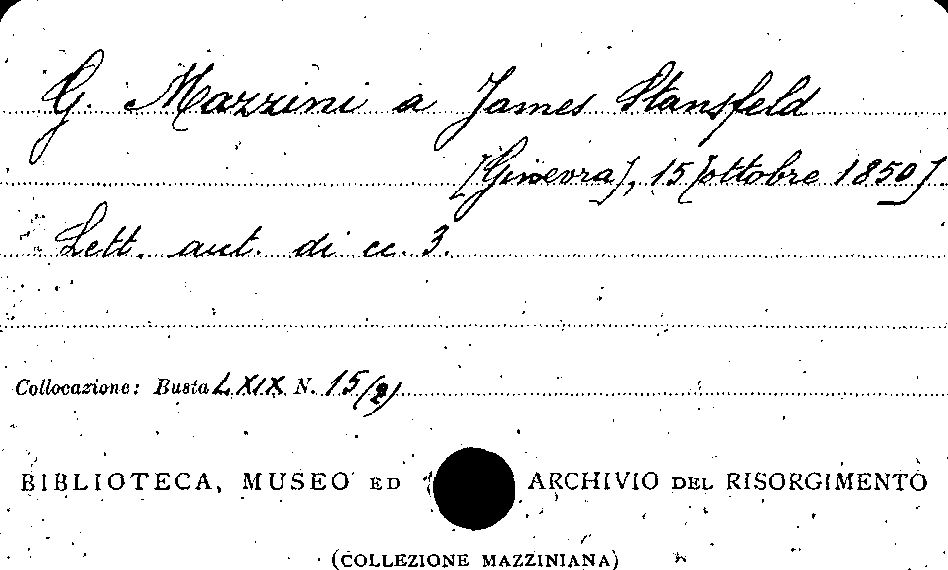 G. Mazzini a James Stansfeld
[Ginevra], 15 [ottobre 1850]
Lett. aut. di cc. 3.
Collocazione: Busta LXIX N. 15(2)
BIBLIOTECA, MUSEO ED ARCHIVIO DEL RISORGIMENTO
(COLLEZIONE MAZZINIANA)